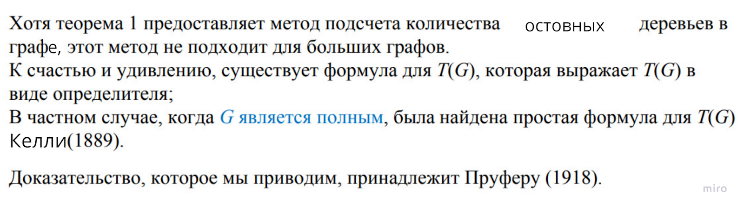 Хотя теорема 1 предоставляет метод подсчета количества остовных деревьев в
графе, этот метод не подходит для больших графов.
К счастью и удивлению, существует формула для T(G), которая выражает T(G) в
виде определителя;
В частном случае, когда G является полным, была найдена простая формула для T(G)
Келли(1889).
Доказательство, которое мы приводим, принадлежит Пруферу (1918).
miro